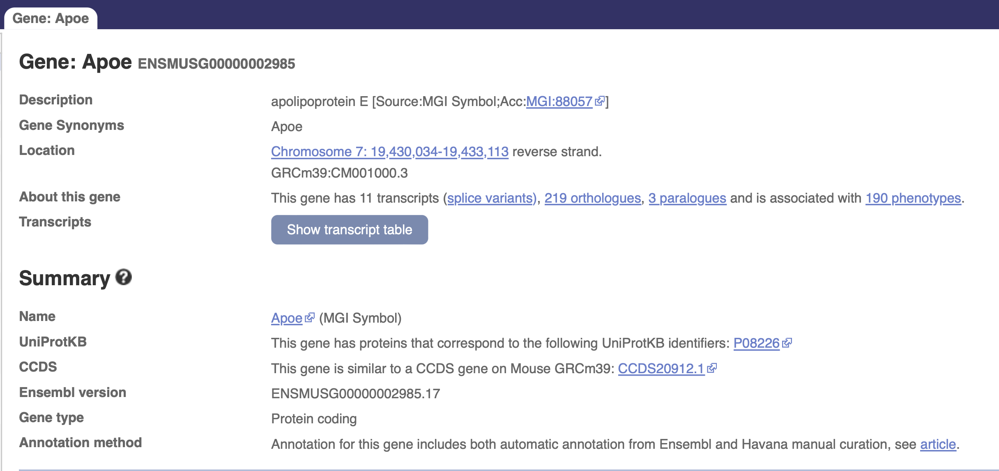 Gene: Apoe
Gene: Apoe ENSMUSG00000002985
Description apolipoprotein E [Source:MGI Symbol;Acc:MGI:88057]
Gene Synonyms Apoe
Location Chromosome 7: 19,430,034-19,433,113 reverse strand.
GRCm39:CM001000.3
About this gene This gene has 11 transcripts (splice variants), 219 orthologues, 3 paralogues and is associated with 190 phenotypes.
Transcripts Show transcript table
Summary ?
Name Apoe (MGI Symbol)
UniProtKB This gene has proteins that correspond to the following UniProtKB identifiers: P08226
CCDS This gene is similar to a CCDS gene on Mouse GRCm39: CCDS20912.1
Ensembl version ENSMUSG00000002985.17
Gene type Protein coding
Annotation method Annotation for this gene includes both automatic annotation from Ensembl and Havana manual curation, see article.